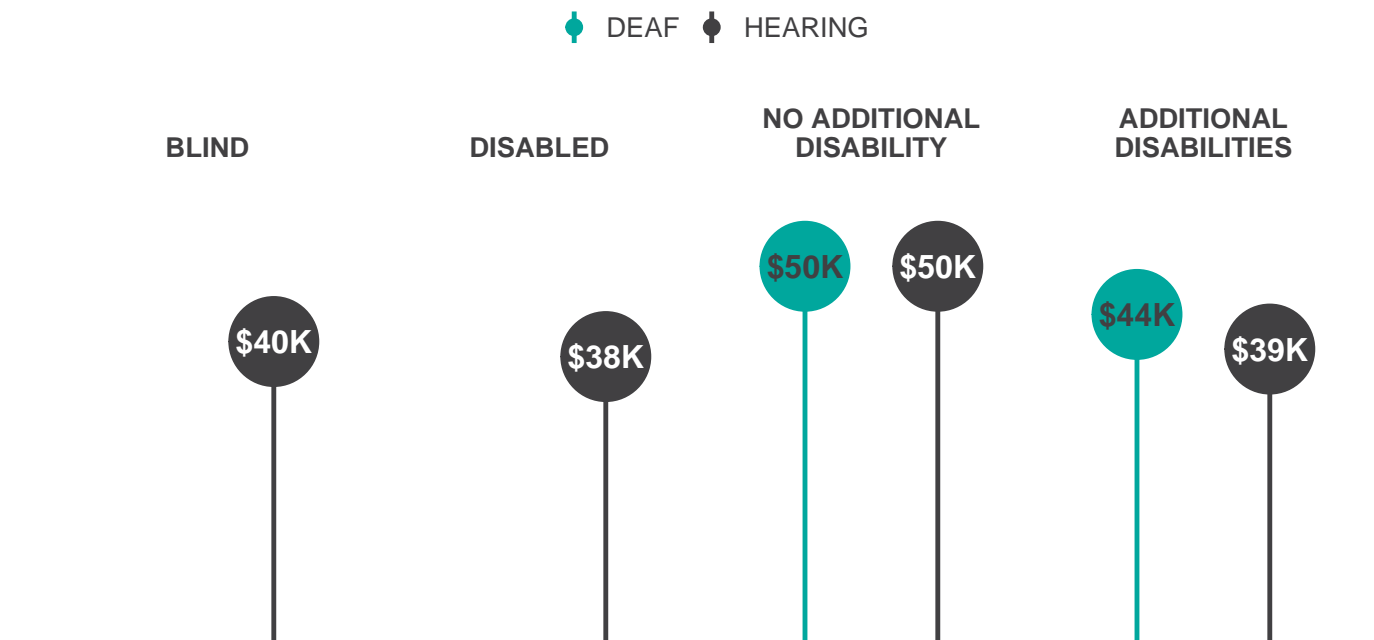 DEAF HEARING
BLIND
DISABLED
NO ADDITIONAL
DISABILITY
ADDITIONAL
DISABILITIES
$40K
$38K
$50K
$50K
$44K
$39K